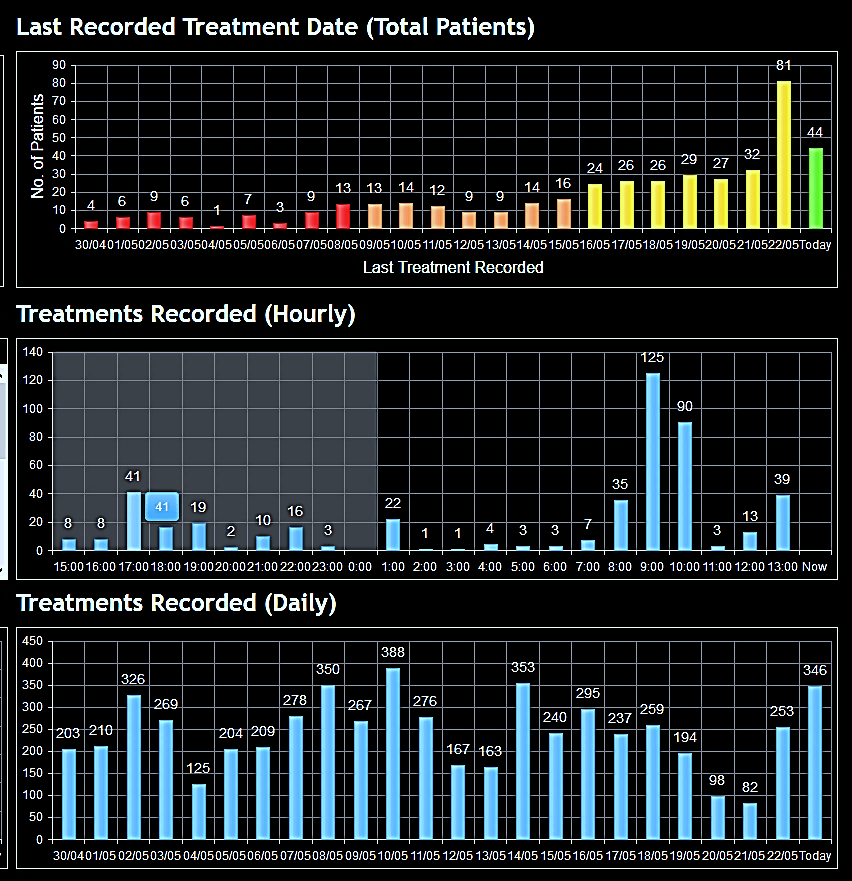 Last Recorded Treatment Date (Total Patients)
No. of Patients
90
80
70
60
50
40
30
20
10
0
4 6 9 6 1 7 3 9 13 13 14 12 9 9 14 16 24 26 26 29 27 32 81 44
30/04 01/05 02/05 03/05 04/05 05/05 06/05 07/05 08/05 09/05 10/05 11/05 12/05 13/05 14/05 15/05 16/05 17/05 18/05 19/05 20/05 21/05 22/05 Today
Last Treatment Recorded
Treatments Recorded (Hourly)
140
120
100
80
60
40
20
0
8 8 41 41 19 2 10 16 3 22 1 1 4 3 3 7 35 125 90 3 13 39
15:00 16:00 17:00 18:00 19:00 20:00 21:00 22:00 23:00 0:00 1:00 2:00 3:00 4:00 5:00 6:00 7:00 8:00 9:00 10:00 11:00 12:00 13:00 Now
Treatments Recorded (Daily)
450
400
350
300
250
200
150
100
50
0
203 210 326 269 125 204 209 278 350 267 388 276 167 163 353 240 295 237 259 194 98 82 253 346
30/04 01/05 02/05 03/05 04/05 05/05 06/05 07/05 08/05 09/05 10/05 11/05 12/05 13/05 14/05 15/05 16/05 17/05 18/05 19/05 20/05 21/05 22/05 Today